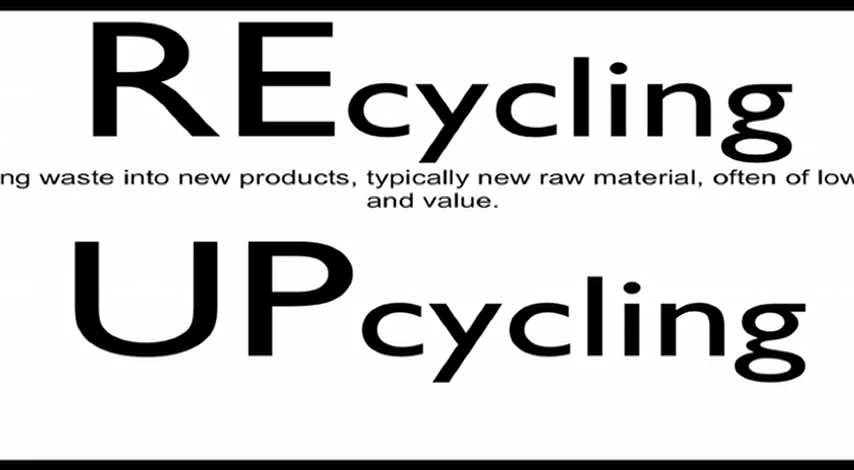 REcycling
ng waste into new products, typically new raw material, often of low
and value.
UPcycling